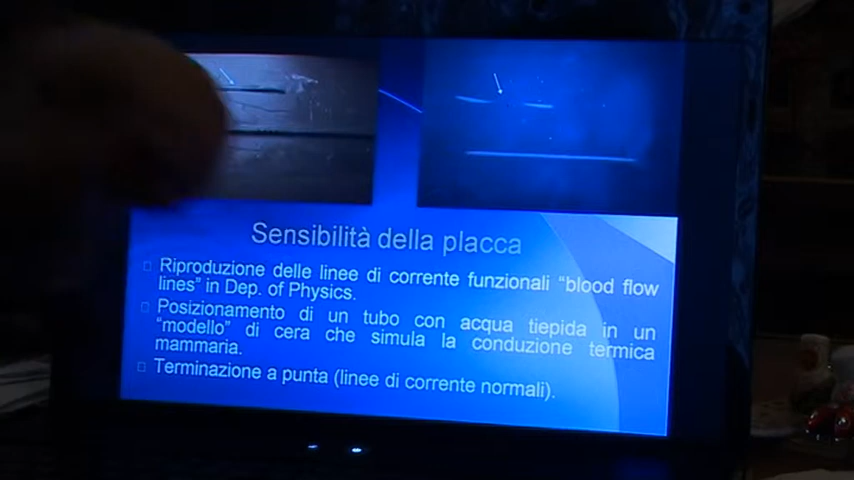 Sensibilità della placca
Riproduzione delle linee di corrente funzionali "blood flow
lines" in Dep. of Physics.
Posizionamento di un tubo con acqua tiepida in un
"modello" di cera che simula la conduzione termica
mammaria.
Terminazione a punta (linee di corrente normali).